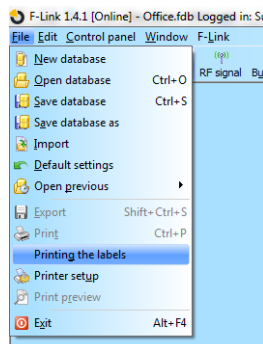 F-Link 1.4.1 [Online] - Office.fdb Logged in: Su
File Edit Control panel Window F-Link
New database
RF signal
Open database Ctrl+O
Save database Ctrl+S
Save database as
Import
Default settings
Open previous
Export Shift+Ctrl+S
Print Ctrl+P
Printing the labels
Printer setup
Print preview
Exit Alt+F4